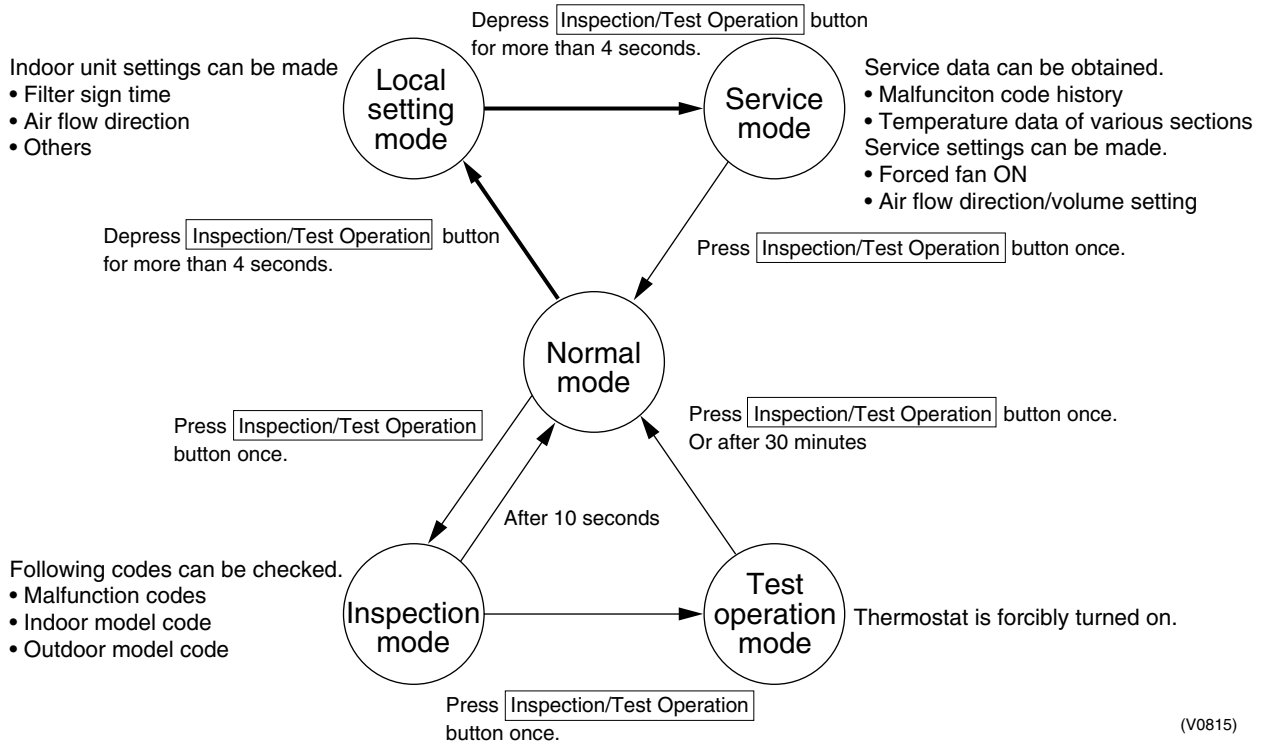 Depress Inspection/Test Operation button
for more than 4 seconds.
Indoor unit settings can be made
• Filter sign time
• Air flow direction
• Others
Local
setting
mode
Service
mode
Service data can be obtained.
• Malfunciton code history
• Temperature data of various sections
Service settings can be made.
• Forced fan ON
• Air flow direction/volume setting
Depress Inspection/Test Operation button
for more than 4 seconds.
Press Inspection/Test Operation button once.
Normal
mode
Press Inspection/Test Operation
button once.
Press Inspection/Test Operation button once.
Or after 30 minutes
After 10 seconds
Following codes can be checked.
• Malfunction codes
• Indoor model code
• Outdoor model code
Inspection
mode
Test
operation
mode
Thermostat is forcibly turned on.
Press Inspection/Test Operation
button once.
(V0815)